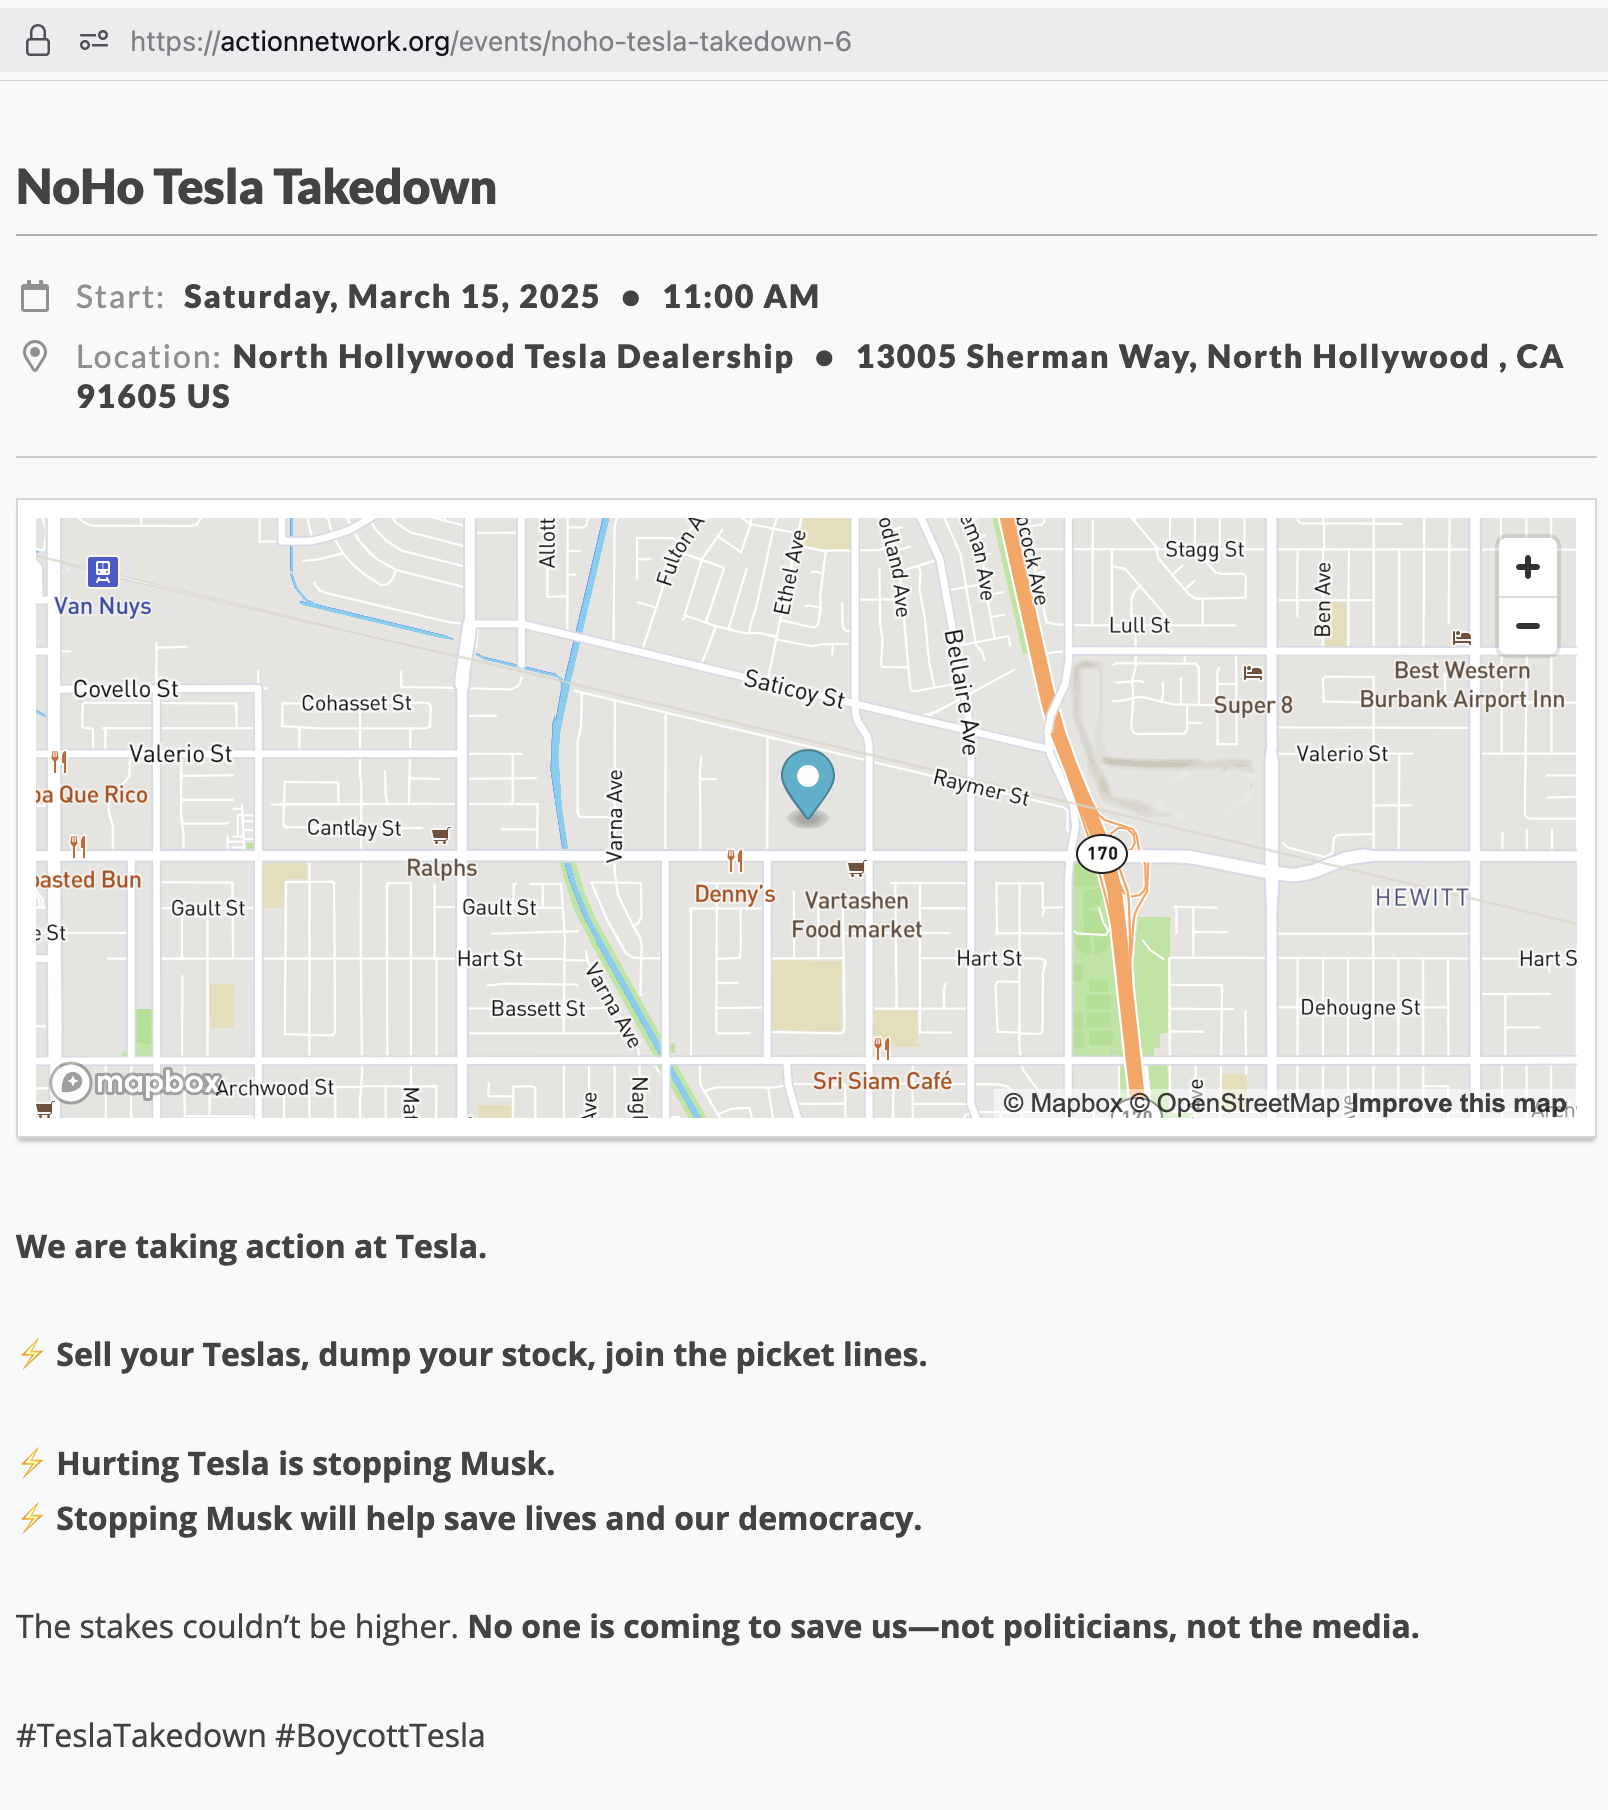 https://actionnetwork.org/events/noho-tesla-takedown-6
NoHo Tesla Takedown
Start: Saturday, March 15, 2025 ● 11:00 AM
Location: North Hollywood Tesla Dealership ● 13005 Sherman Way, North Hollywood , CA
91605 US
Allott
Fulton A
Ethel Ave
odland Ave
eman Ave
cock Ave
Stagg St
Ben Ave
+
−
Van Nuys
Lull St
Bellaire Ave
Best Western
Burbank Airport Inn
Super 8
Covello St
Cohasset St
Saticoy St
Valerio St
Valerio St
pa Que Rico
Raymer St
Varna Ave
Cantlay St
Ralphs
170
Denny's
Vartashen
Food market
oasted Bun
HEWITT
Gault St
Gault St
e St
Hart St
Hart St
Hart S
Varna Ave
Bassett St
Dehougne St
Sri Siam Café
mapbox
Archwood St
Mat
ve
Nagl
ve
© Mapbox © OpenStreetMap Improve this map
We are taking action at Tesla.
⚡ Sell your Teslas, dump your stock, join the picket lines.
⚡ Hurting Tesla is stopping Musk.
⚡ Stopping Musk will help save lives and our democracy.
The stakes couldn’t be higher. No one is coming to save us—not politicians, not the media.
#TeslaTakedown #BoycottTesla